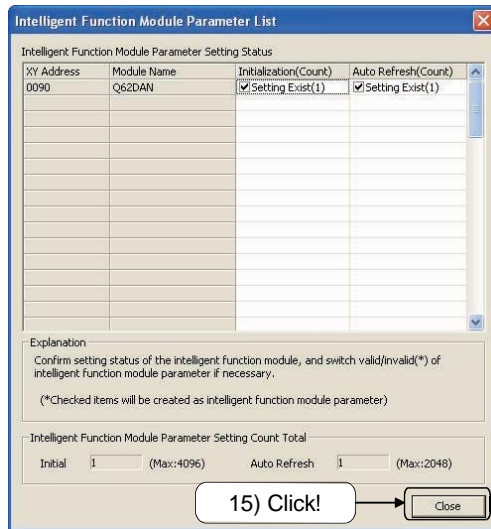 Intelligent Function Module Parameter List
Intelligent Function Module Parameter Setting Status
XY Address Module Name Initialization(Count) Auto Refresh(Count)
0090 Q62DAN Setting Exist(1) Setting Exist(1)
Explanation
Confirm setting status of the intelligent function module, and switch valid/invalid(*) of
intelligent function module parameter if necessary.
(*Checked items will be created as intelligent function module parameter)
Intelligent Function Module Parameter Setting Count Total
Initial 1 (Max:4096) Auto Refresh 1 (Max:2048)
15) Click!
Close